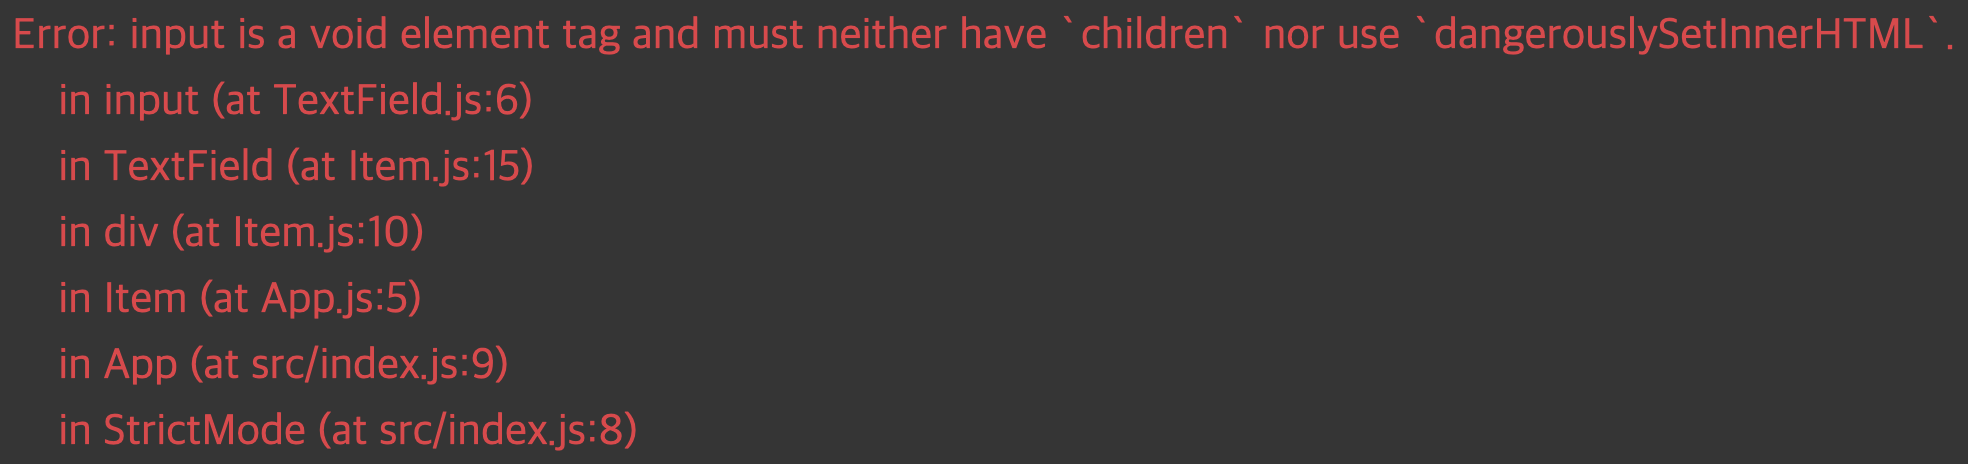 Error: input is a void element tag and must neither have `children` nor use `dangerouslySetInnerHTML`.
in input (at TextField.js:6)
in TextField (at Item.js:15)
in div (at Item.js:10)
in Item (at App.js:5)
in App (at src/index.js:9)
in StrictMode (at src/index.js:8)